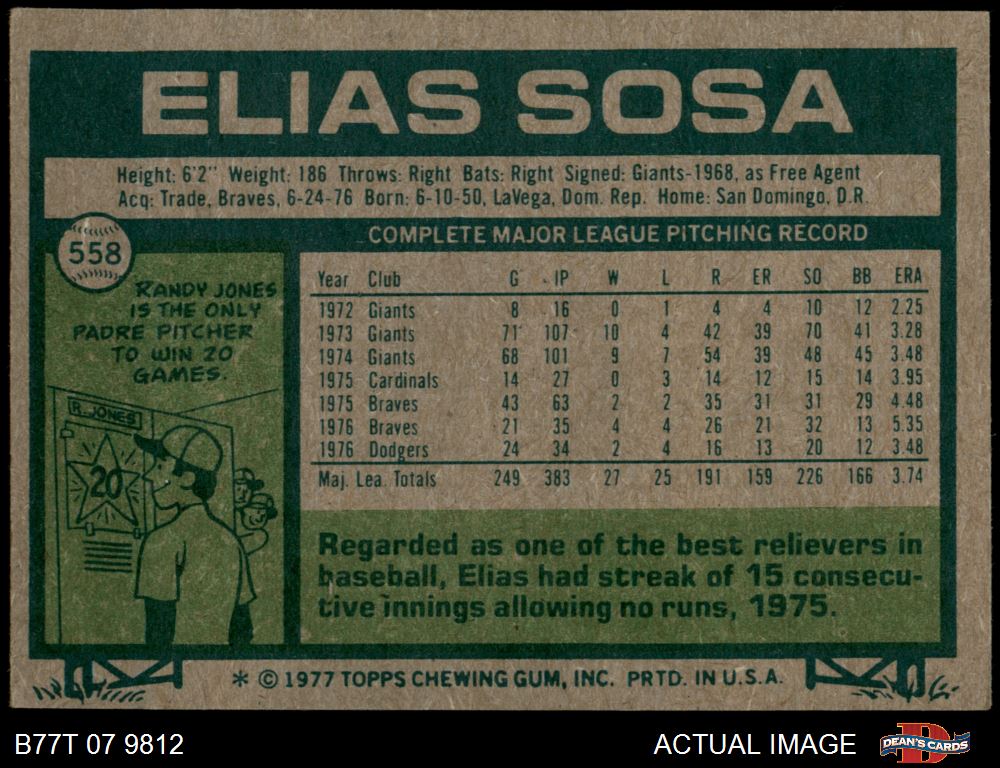 ELIAS SOSA
Height: 6'2" Weight: 186 Throws: Right Bats: Right Signed: Giants-1968, as Free Agent
Acq: Trade, Braves, 6-24-76 Born: 6-10-50, LaVega, Dom. Rep. Home: San Domingo, D.R.
558
COMPLETE MAJOR LEAGUE PITCHING RECORD
RANDY JONES
IS THE ONLY
PADRE PITCHER
TO WIN 20
GAMES.
R. JONES
20
Year Club G IP W L R ER SO BB ERA
1972 Giants 8 16 0 1 4 4 10 12 2.25
1973 Giants 71 107 10 4 42 39 70 41 3.28
1974 Giants 68 101 9 7 54 39 48 45 3.48
1975 Cardinals 14 27 0 3 14 12 15 14 3.95
1975 Braves 43 63 2 2 35 31 31 29 4.48
1976 Braves 21 35 4 4 26 21 32 13 5.35
1976 Dodgers 24 34 2 4 16 13 20 12 3.48
Maj. Lea. Totals 249 383 27 25 191 159 226 166 3.74
Regarded as one of the best relievers in
baseball, Elias had streak of 15 consecu-
tive innings allowing no runs, 1975.
* © 1977 TOPPS CHEWING GUM, INC. PRTD. IN U.S.A.
B77T 07 9812
ACTUAL IMAGE
DEAN'S CARDS